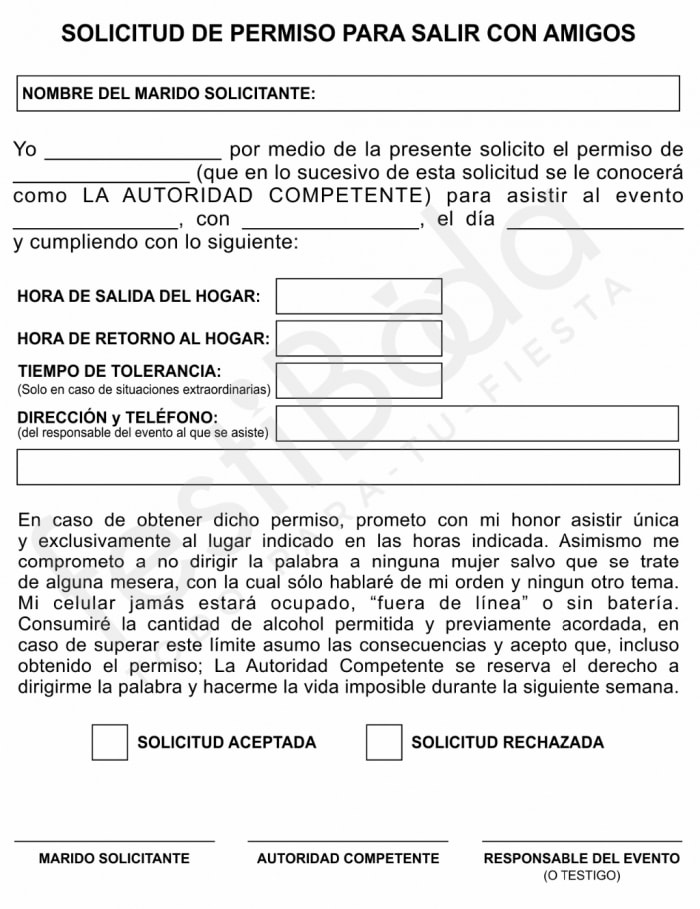 SOLICITUD DE PERMISO PARA SALIR CON AMIGOS
NOMBRE DEL MARIDO SOLICITANTE:
Yo ________________ por medio de la presente solicito el permiso de
________________ (que en lo sucesivo de esta solicitud se le conocerá
como LA AUTORIDAD COMPETENTE) para asistir al evento
________________, con ________________, el día ________________
y cumpliendo con lo siguiente:
HORA DE SALIDA DEL HOGAR:
HORA DE RETORNO AL HOGAR:
TIEMPO DE TOLERANCIA:
(Solo en caso de situaciones extraordinarias)
DIRECCIÓN y TELÉFONO:
(del responsable del evento al que se asiste)
En caso de obtener dicho permiso, prometo con mi honor asistir única
y exclusivamente al lugar indicado en las horas indicada. Asimismo me
comprometo a no dirigir la palabra a ninguna mujer salvo que se trate
de alguna mesera, con la cual sólo hablaré de mi orden y ningun otro tema.
Mi celular jamás estará ocupado, “fuera de línea” o sin batería.
Consumiré la cantidad de alcohol permitida y previamente acordada, en
caso de superar este límite asumo las consecuencias y acepto que, incluso
obtenido el permiso; La Autoridad Competente se reserva el derecho a
dirigirme la palabra y hacerme la vida imposible durante la siguiente semana.
SOLICITUD ACEPTADA SOLICITUD RECHAZADA
MARIDO SOLICITANTE AUTORIDAD COMPETENTE RESPONSABLE DEL EVENTO
(O TESTIGO)